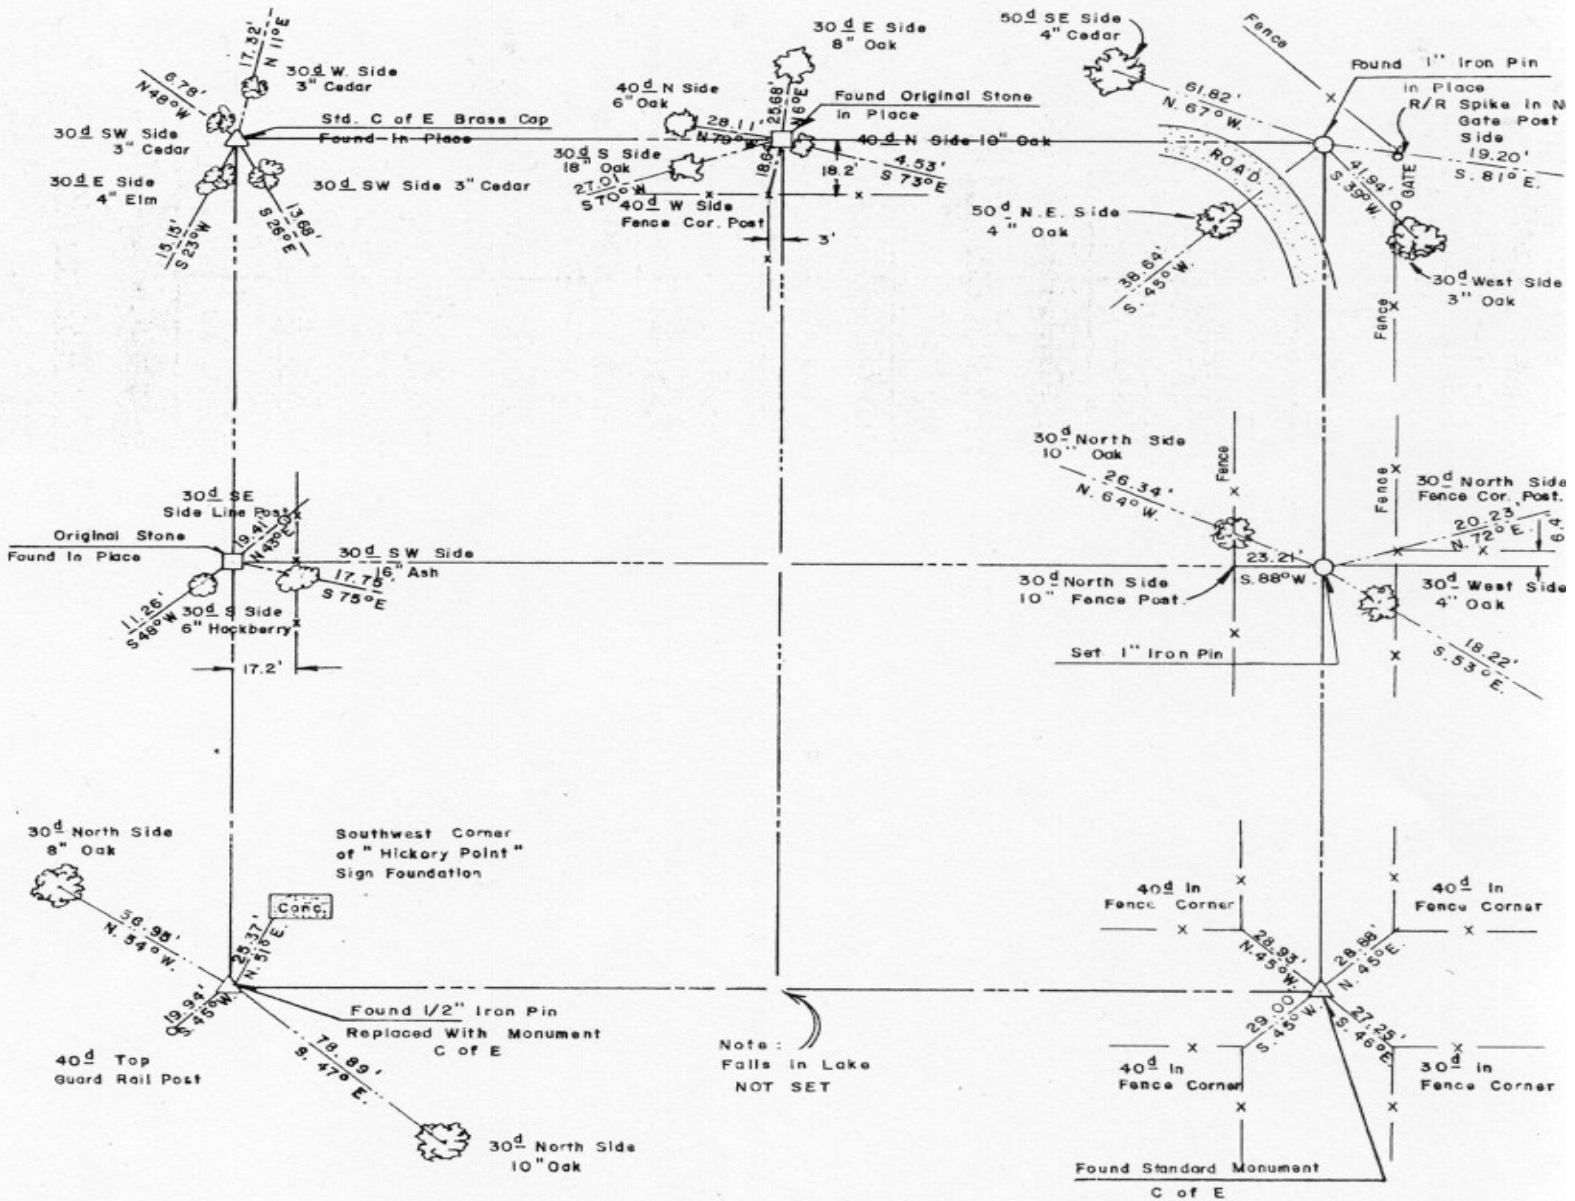 17.32'
N 11° E
6.78'
N48°W
30d W. Side
3" Cedar
30d SW Side
3" Cedar
Std. C of E Brass Cap
Found In Place
30d E Side
4" Elm
30d SW Side 3" Cedar
15.15'
S 23° W
13.68'
S 26° E
30d E Side
8" Oak
40d N Side
6" Oak
25.68'
N 6° E
Found Original Stone
In Place
28.11'
N 79° W
40d N Side 10" Oak
30d S Side
18" Oak
18.64'
18.2'
4.53'
S 73° E
27.01'
S 70° W
40d W Side
Fence Cor. Post
3'
50d SE Side
4" Cedar
Fence
Found 1" Iron Pin
In Place
R/R Spike in N
Gate Post
Side
61.82'
N. 67° W.
ROAD
GATE
19.20'
S. 81° E.
41.94'
S. 39° W.
50d N.E. Side
4" Oak
38.64'
S. 45° W.
30d West Side
3" Oak
Fence
30d SE
Side Line Post
Original Stone
Found In Place
19.41'
N 43° E
30d SW Side
16" Ash
17.75'
S 75° E
11.26'
S 48° W
30d S Side
6" Hackberry
17.2'
30d North Side
10" Oak
26.34'
N. 64° W.
Fence
Fence
30d North Side
Fence Cor. Post.
20.23'
N. 72° E.
6.4
23.21'
S. 88° W.
30d North Side
10" Fence Post.
30d West Side
4" Oak
Set 1" Iron Pin
18.22'
S. 53° E.
30d North Side
8" Oak
Southwest Corner
of "Hickory Point"
Sign Foundation
Conc.
N. 54° W.
25.37'
N. 51° E.
19.94'
S. 45° W.
Found 1/2" Iron Pin
Replaced With Monument
C of E
78.89'
S. 47° E.
40d Top
Guard Rail Post
30d North Side
10" Oak
Note:
Falls in Lake
NOT SET
40d In
Fence Corner
40d In
Fence Corner
28.93'
N. 45° W.
28.88'
N. 45° E.
29.00'
S. 45° W.
27.25'
S. 46° E.
40d In
Fence Corner
30d in
Fence Corner
Found Standard Monument
C of E